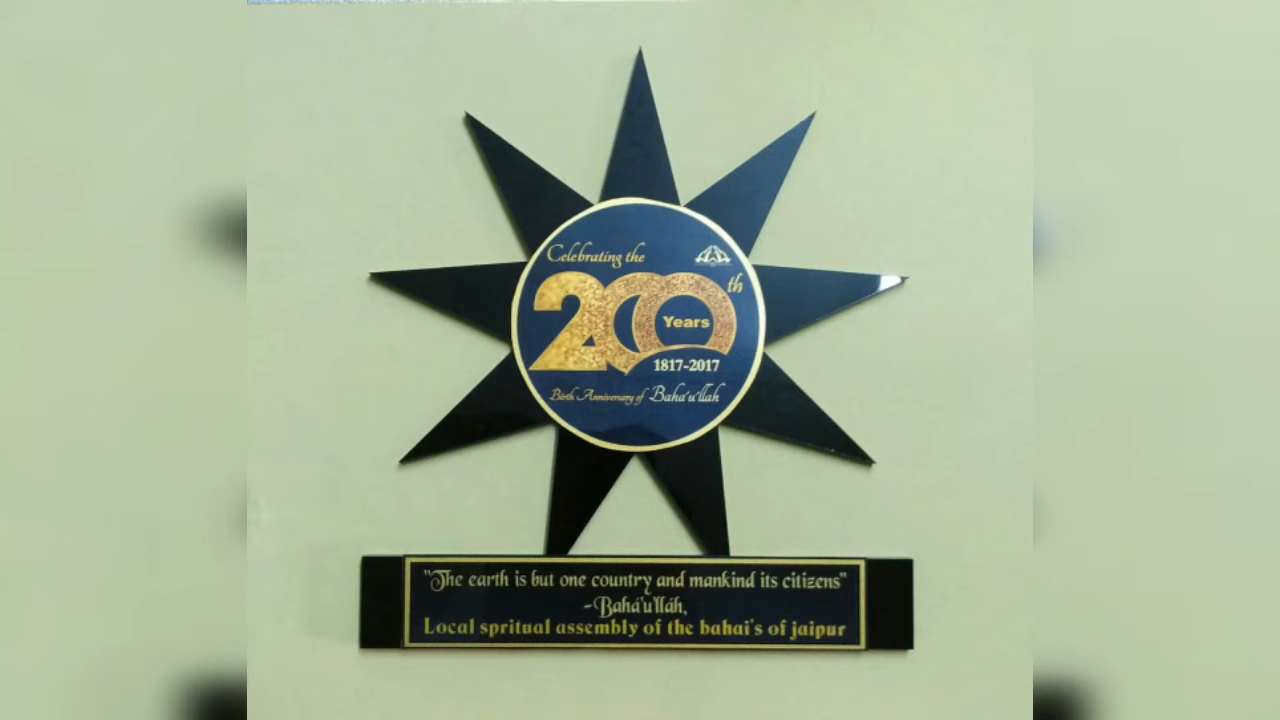 Celebrating the
200th
Years
1817-2017
Birth Anniversary of Baha'u'llah
"The earth is but one country and mankind its citizens"
-Bahá'u'lláh,
Local spritual assembly of the bahai's of jaipur